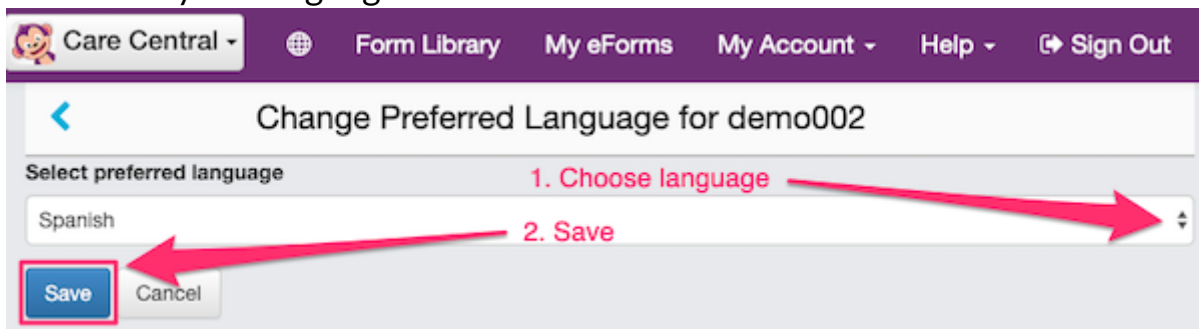 Care Central Form Library My eForms My Account Help Sign Out
Change Preferred Language for demo002
Select preferred language
1. Choose language
Spanish
2. Save
Save Cancel